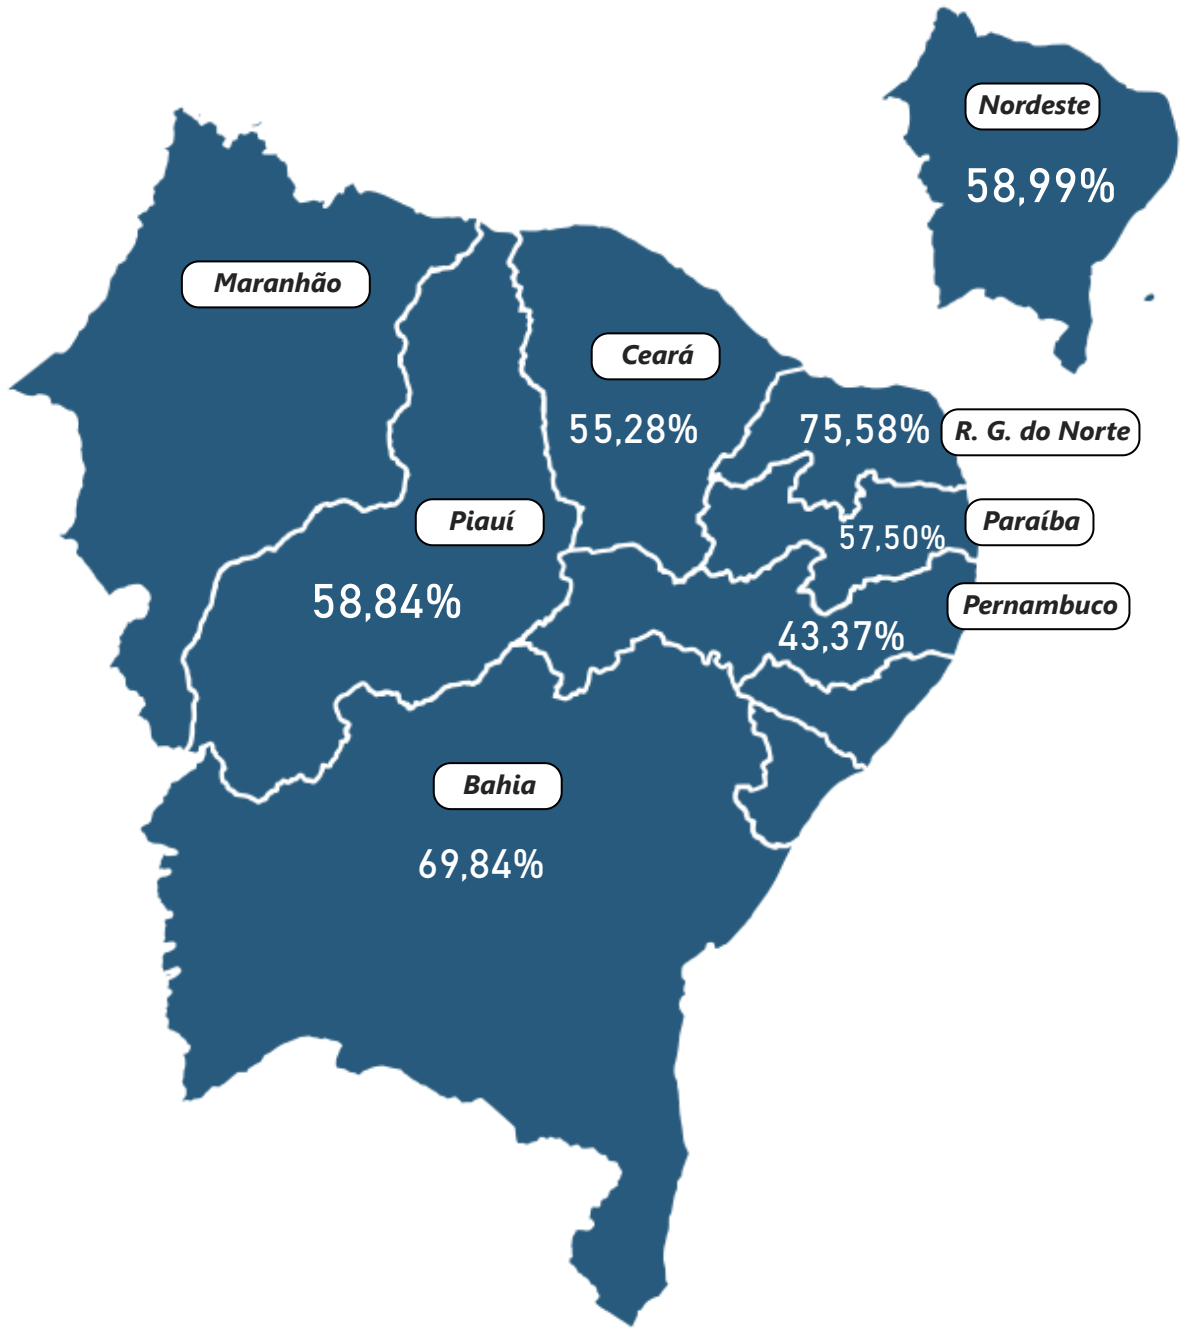 Nordeste
58,99%
Maranhão
Ceará
55,28%
75,58%
R. G. do Norte
Piauí
58,84%
Paraíba
57,50%
Pernambuco
43,37%
Bahia
69,84%